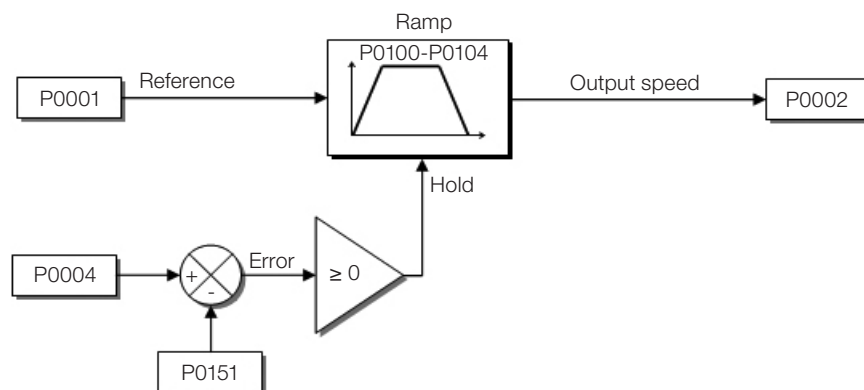 Ramp
P0100-P0104
P0001
Reference
Output speed
P0002
Hold
P0004
+
-
Error
≥ 0
P0151